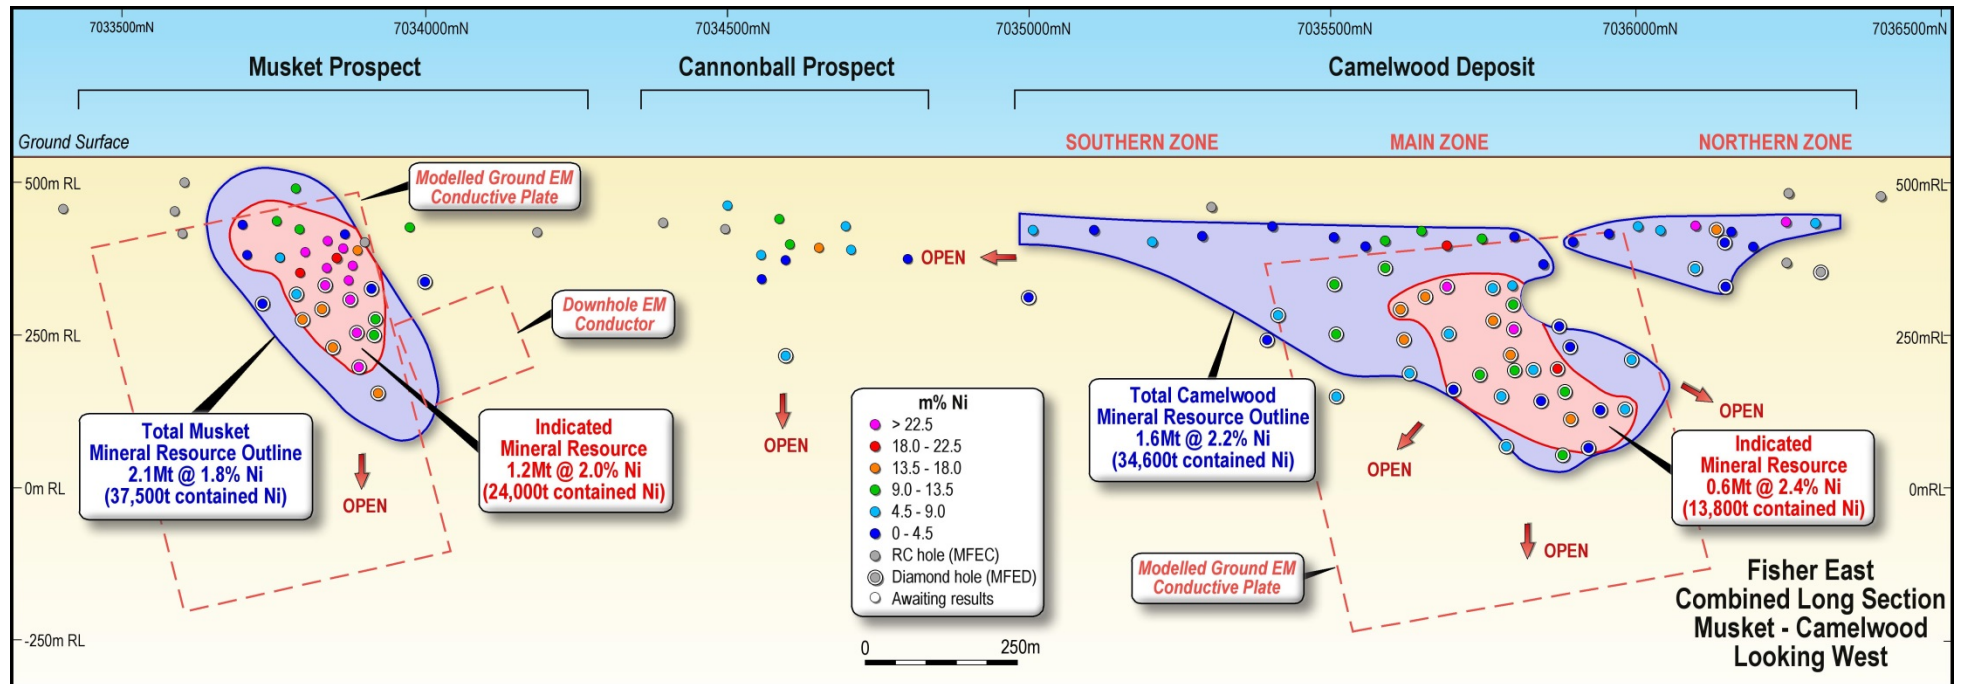 7033500mN
7034000mN
7034500mN
7035000mN
7035500mN
7036000mN
7036500mN
Musket Prospect
Cannonball Prospect
Camelwood Deposit
Ground Surface
SOUTHERN ZONE
MAIN ZONE
NORTHERN ZONE
500m RL
500mRL
Modelled Ground EM
Conductive Plate
OPEN
Downhole EM
Conductor
250m RL
250mRL
Total Musket
Mineral Resource Outline
2.1Mt @ 1.8% Ni
(37,500t contained Ni)
Indicated
Mineral Resource
1.2Mt @ 2.0% Ni
(24,000t contained Ni)
OPEN
OPEN
m% Ni
> 22.5
18.0 - 22.5
13.5 - 18.0
9.0 - 13.5
4.5 - 9.0
0 - 4.5
RC hole (MFEC)
Diamond hole (MFED)
Awaiting results
Total Camelwood
Mineral Resource Outline
1.6Mt @ 2.2% Ni
(34,600t contained Ni)
OPEN
OPEN
OPEN
Indicated
Mineral Resource
0.6Mt @ 2.4% Ni
(13,800t contained Ni)
0m RL
0mRL
Modelled Ground EM
Conductive Plate
-250m RL
0
250m
Fisher East
Combined Long Section
Musket - Camelwood
Looking West